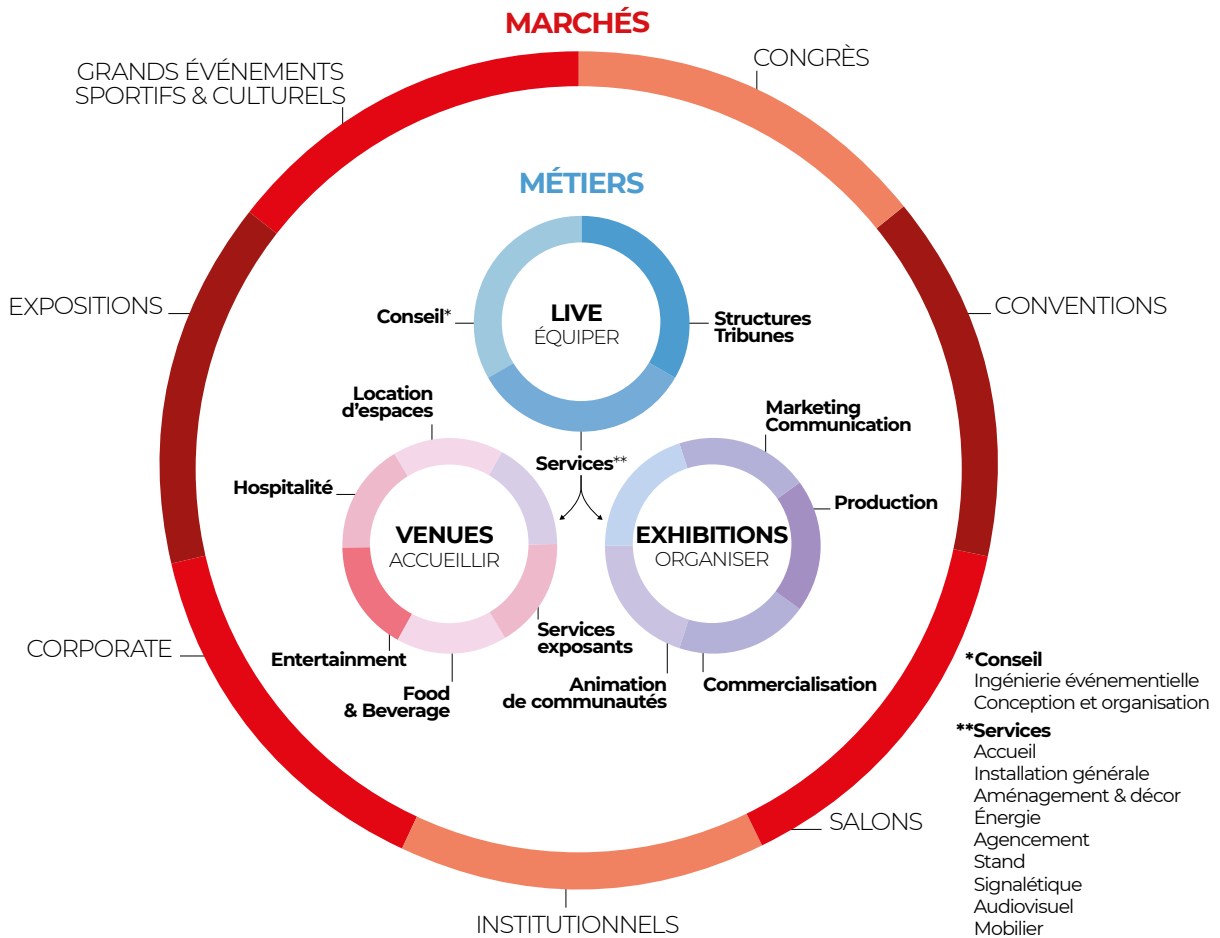 MARCHÉS
GRANDS ÉVÉNEMENTS
SPORTIFS & CULTURELS
CONGRÈS
MÉTIERS
EXPOSITIONS
CONVENTIONS
LIVE
ÉQUIPER
Conseil*
Structures
Tribunes
Services**
Location
d'espaces
Hospitalité
VENUES
ACCUEILLIR
Entertainment
Food
& Beverage
Services
exposants
Marketing
Communication
Production
EXHIBITIONS
ORGANISER
Animation
de communautés
Commercialisation
CORPORATE
SALONS
INSTITUTIONNELS
*Conseil
Ingénierie événementielle
Conception et organisation
**Services
Accueil
Installation générale
Aménagement & décor
Énergie
Agencement
Stand
Signalétique
Audiovisuel
Mobilier